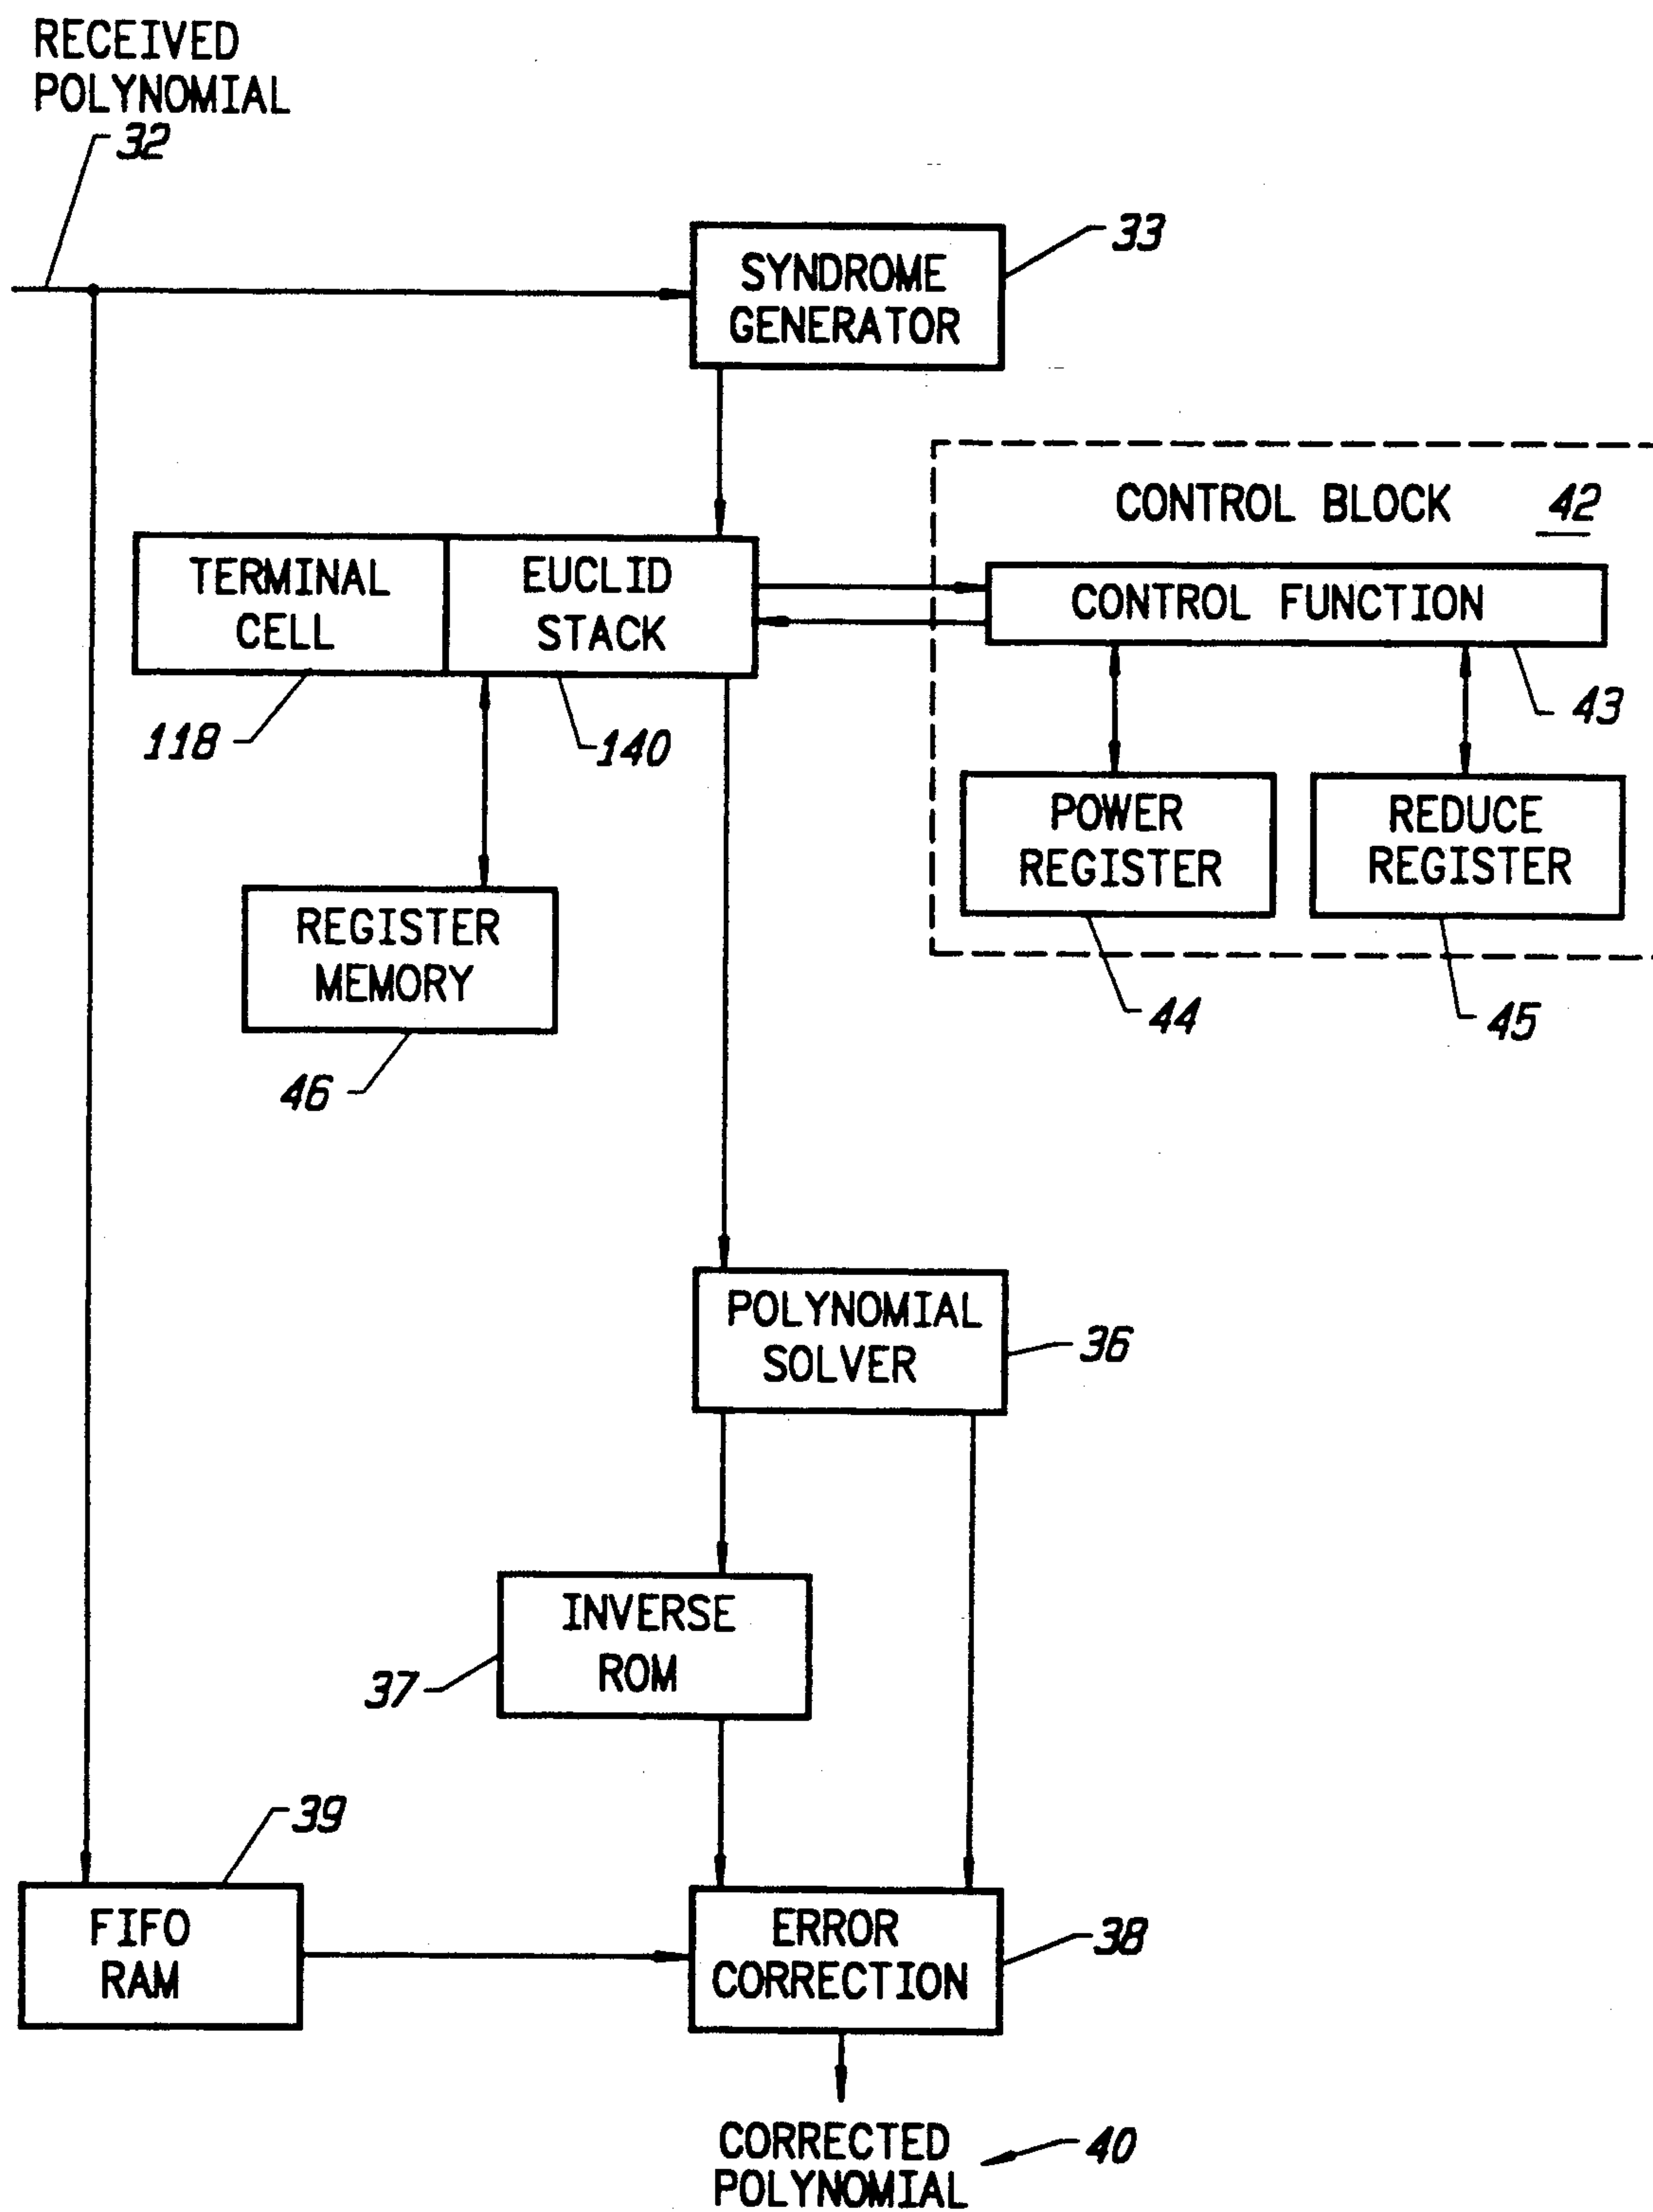 RECEIVED
POLYNOMIAL
32
SYNDROME
GENERATOR
33
CONTROL BLOCK 42
TERMINAL
CELL
EUCLID
STACK
CONTROL FUNCTION
118
140
43
POWER
REGISTER
REDUCE
REGISTER
REGISTER
MEMORY
44
45
46
POLYNOMIAL
SOLVER
36
INVERSE
ROM
37
39
FIFO
RAM
ERROR
CORRECTION
38
CORRECTED
POLYNOMIAL
40